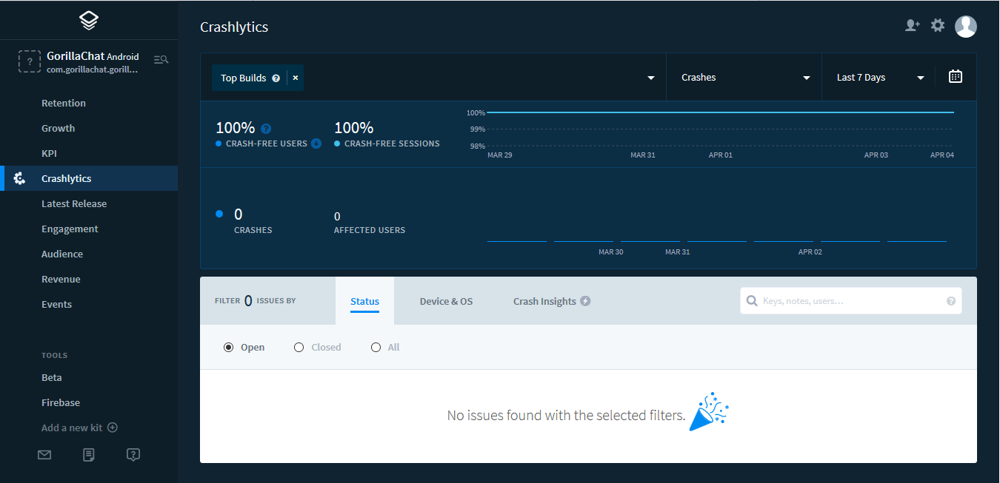 Crashlytics
?
GorillaChat Android
com.gorillachat.gorill...
Retention
Growth
KPI
Crashlytics
Latest Release
Engagement
Audience
Revenue
Events
TOOLS
Beta
Firebase
Add a new kit
?
Top Builds ? ×
Crashes
Last 7 Days
100% ?
CRASH-FREE USERS
100%
CRASH-FREE SESSIONS
100%
99%
98%
MAR 29 MAR 31 APR 01 APR 03 APR 04
0
CRASHES
0
AFFECTED USERS
MAR 30 MAR 31 APR 02
FILTER 0 ISSUES BY
Status
Device & OS
Crash Insights
Keys, notes, users... ?
Open Closed All
No issues found with the selected filters.